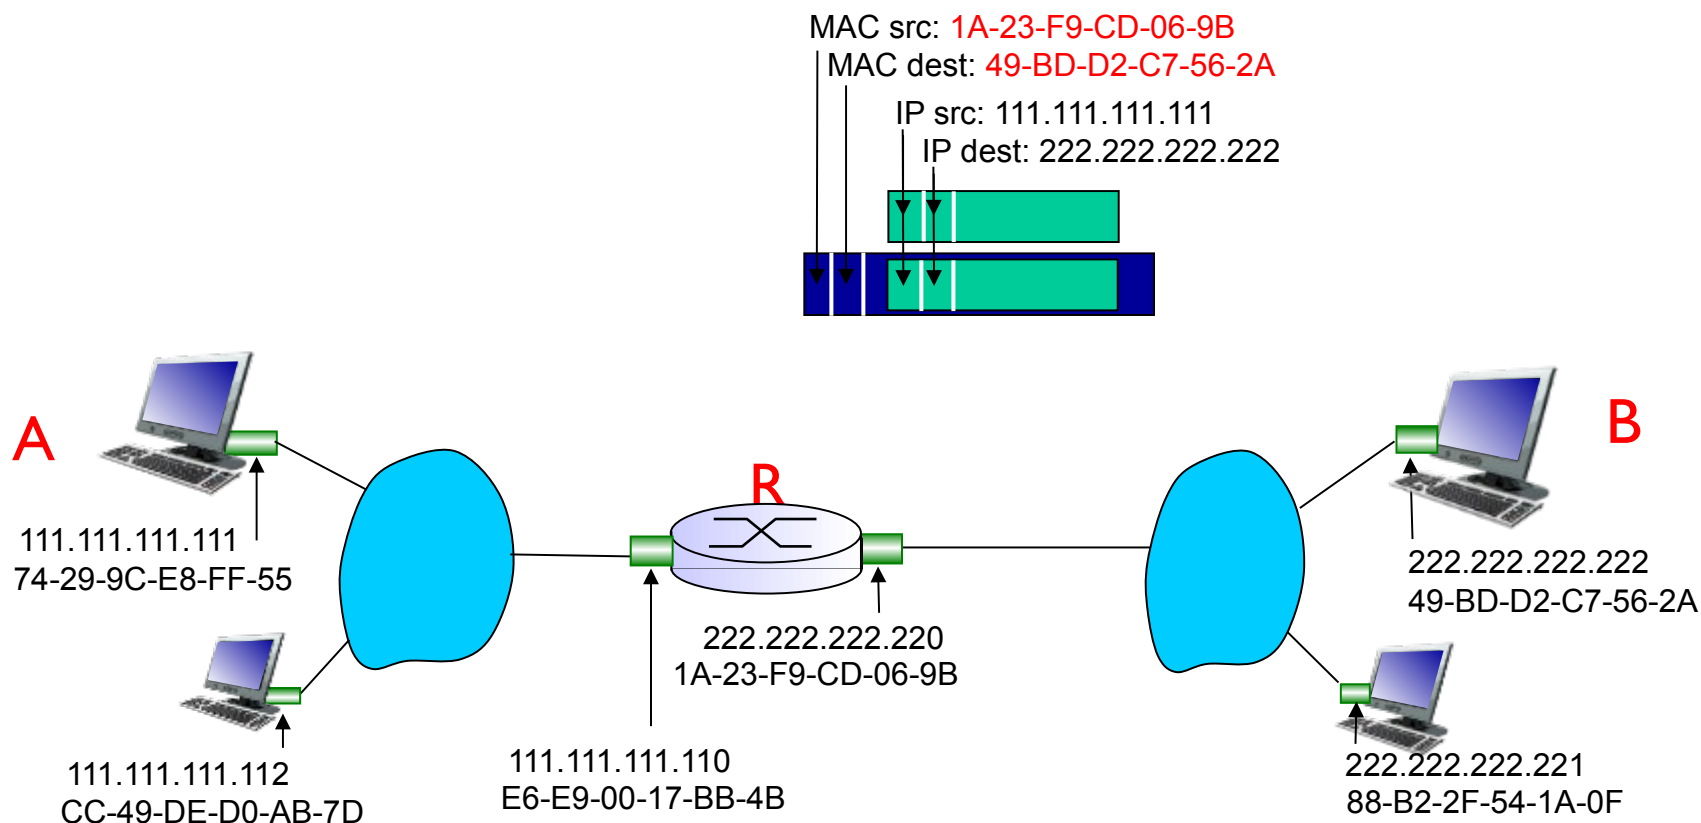 MAC src: 1A-23-F9-CD-06-9B
MAC dest: 49-BD-D2-C7-56-2A
IP src: 111.111.111.111
IP dest: 222.222.222.222
A
R
B
111.111.111.111
74-29-9C-E8-FF-55
222.222.222.222
49-BD-D2-C7-56-2A
222.222.222.220
1A-23-F9-CD-06-9B
111.111.111.112
CC-49-DE-D0-AB-7D
111.111.111.110
E6-E9-00-17-BB-4B
222.222.222.221
88-B2-2F-54-1A-0F